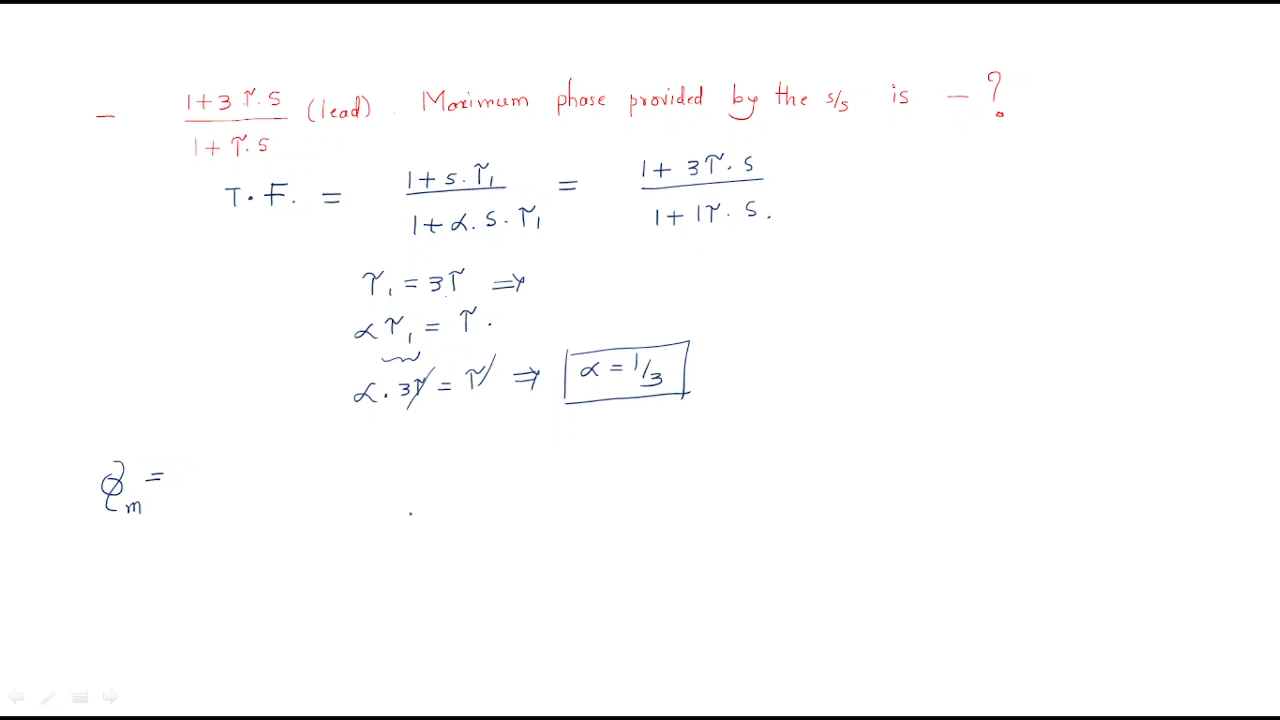 — (1+3τ.s)/(1+τ.s) (lead). Maximum phase provided by the s/s is — ?
T.F. = (1+s.τ₁)/(1+α.s.τ₁) = (1+3τ.s)/(1+1τ.s.)
τ₁ = 3τ ⇒
ατ₁ = τ.
α.3τ = τ ⇒ α = 1/3
Φm =